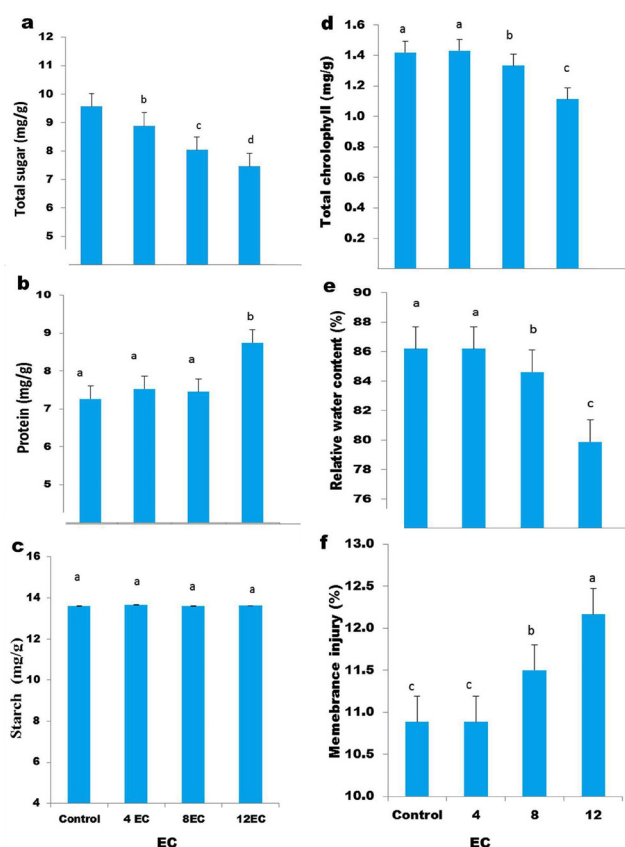 a
Total sugar (mg/g)
12
11
10
9
8
7
6
5
b
c
d
b
Protein (mg/g)
10
9
8
7
6
5
a
a
a
b
c
Starch (mg/g)
16
14
12
10
8
6
4
a
a
a
a
Control 4 EC 8EC 12EC
EC
d
Total chrolophyll (mg/g)
1.6
1.4
1.2
1.0
0.8
0.6
0.4
0.2
a
a
b
c
e
Relative water content (%)
90
88
86
84
82
80
78
76
a
a
b
c
f
Memebrance injury (%)
13.0
12.5
12.0
11.5
11.0
10.5
10.0
c
c
b
a
Control 4 8 12
EC